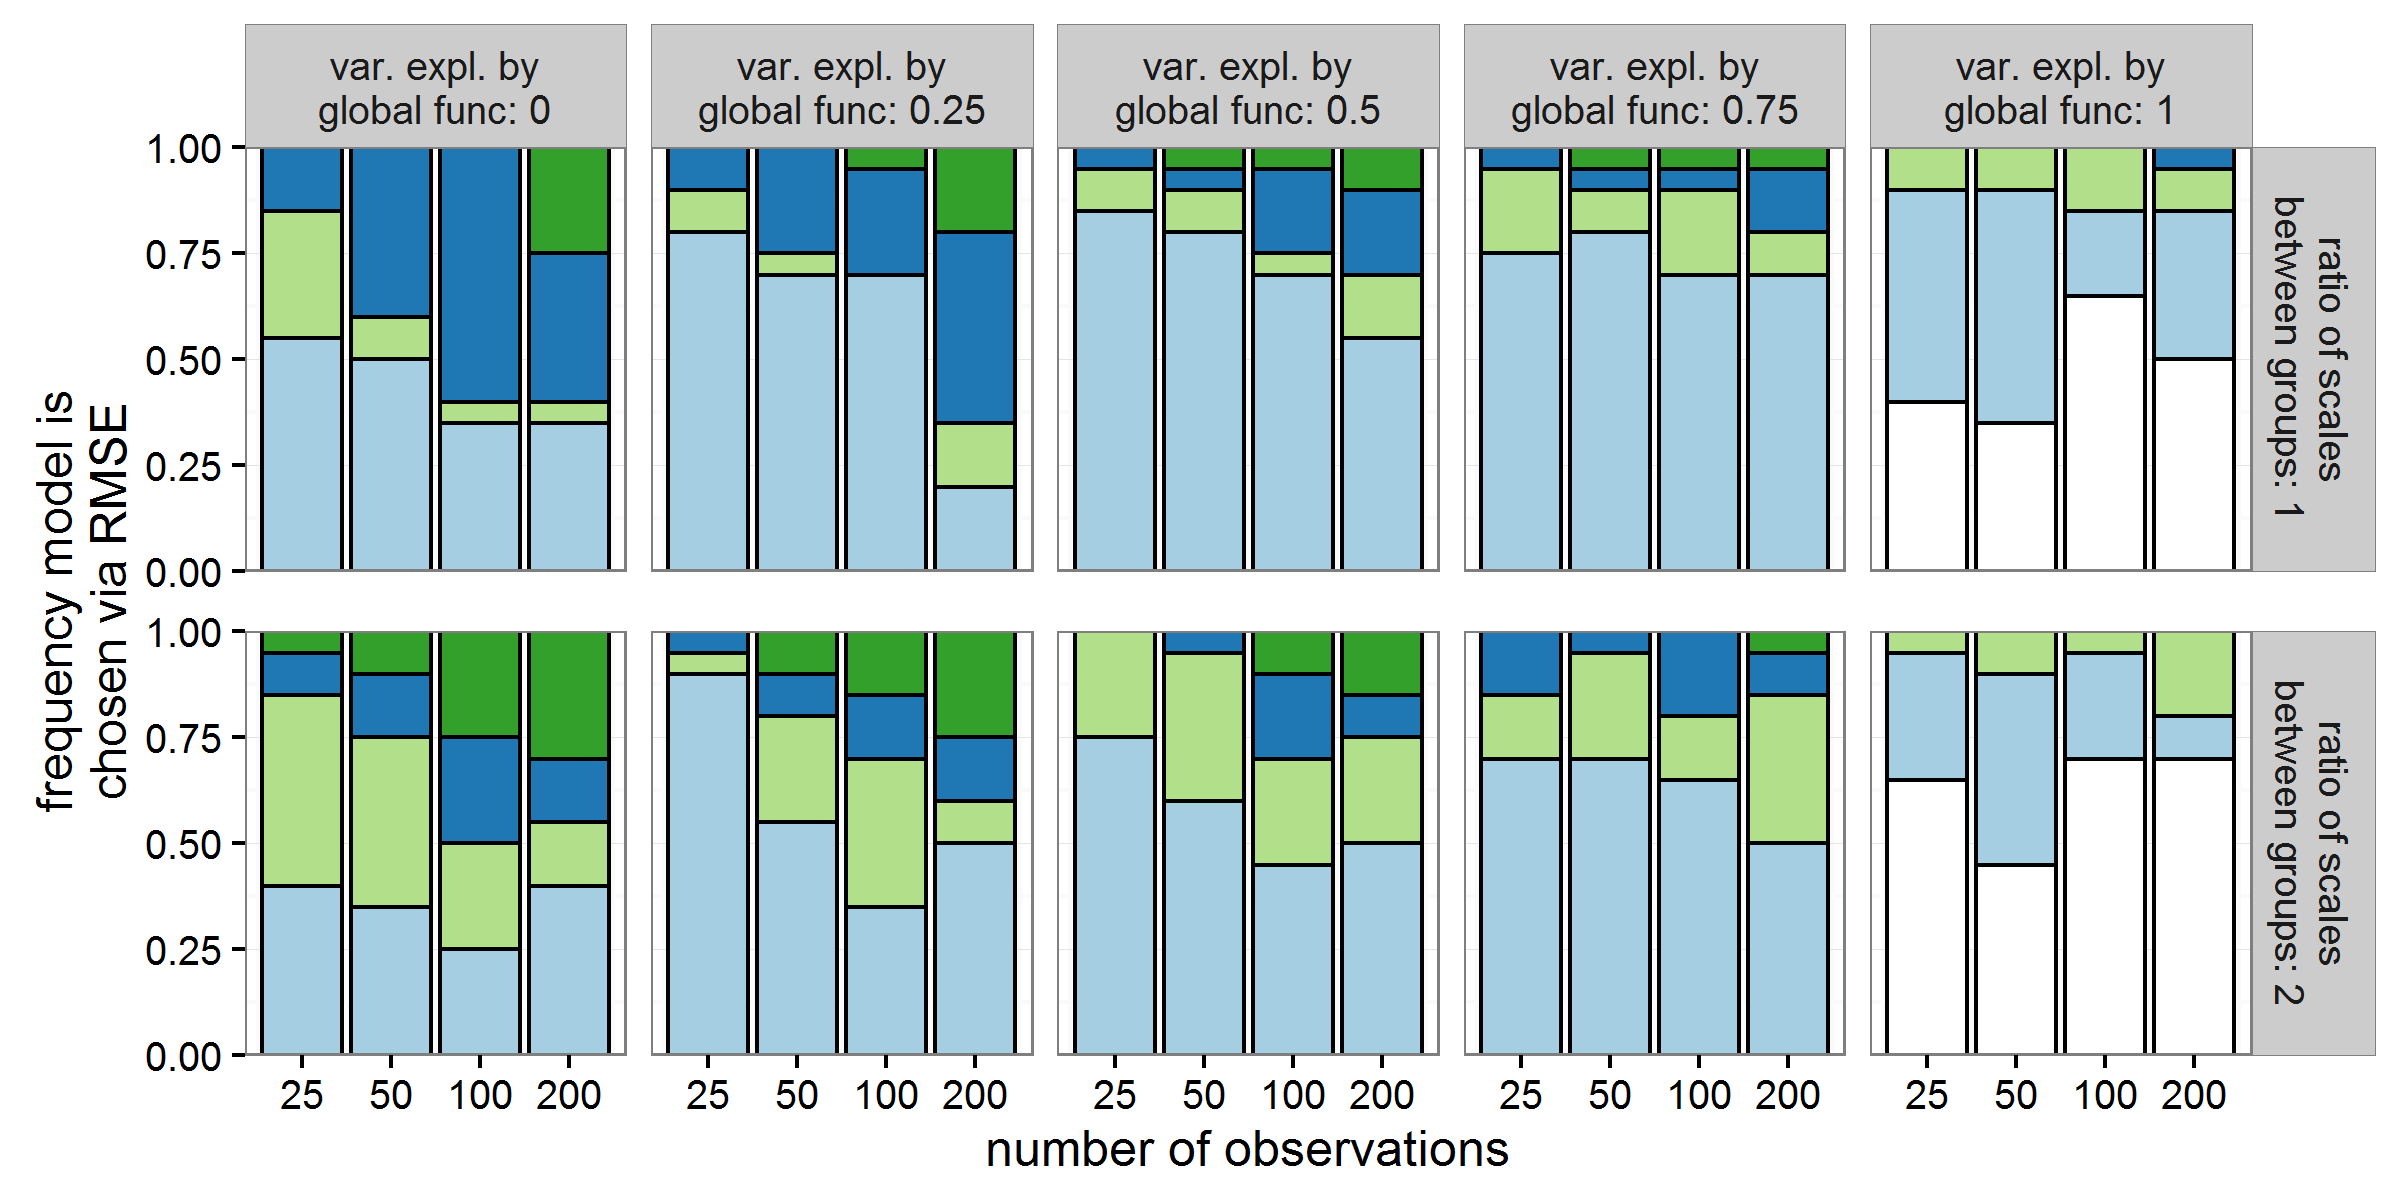 var. expl. by
global func: 0
var. expl. by
global func: 0.25
var. expl. by
global func: 0.5
var. expl. by
global func: 0.75
var. expl. by
global func: 1
frequency model is
chosen via RMSE
1.00
0.75
0.50
0.25
0.00
ratio of scales
between groups: 1
1.00
0.75
0.50
0.25
0.00
ratio of scales
between groups: 2
25 50 100 200
25 50 100 200
25 50 100 200
25 50 100 200
25 50 100 200
number of observations